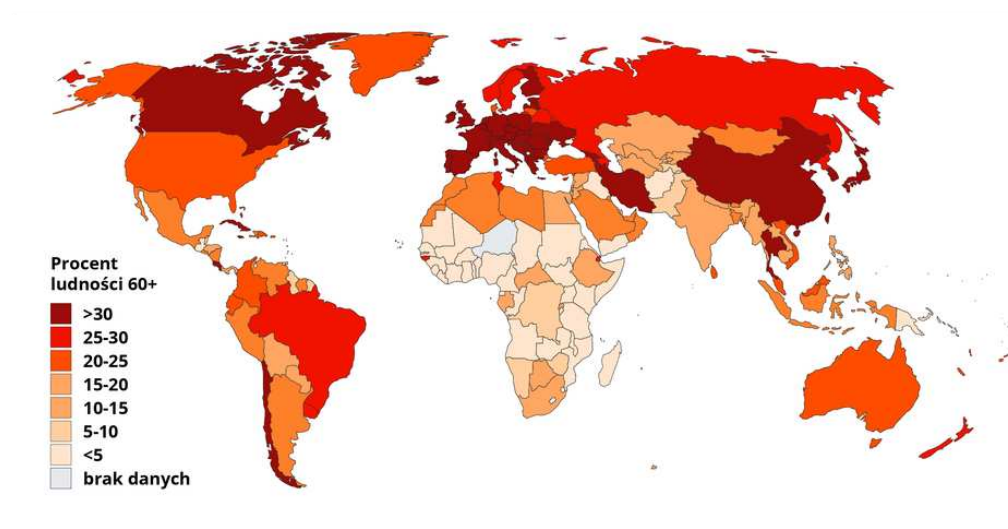 Procent
ludności 60+
>30
25-30
20-25
15-20
10-15
5-10
<5
brak danych